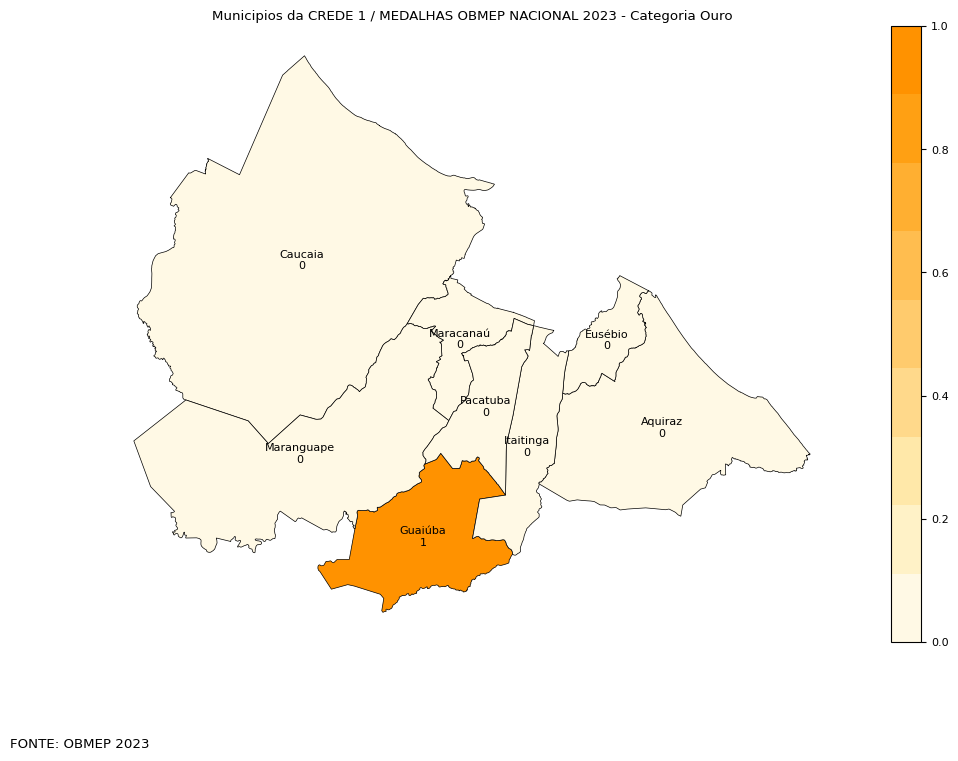 Municipios da CREDE 1 / MEDALHAS OBMEP NACIONAL 2023 - Categoria Ouro
1.0
0.8
0.6
0.4
0.2
0.0
Caucaia
0
Maracanaú
0
Eusébio
0
Pacatuba
0
Aquiraz
0
Itaitinga
0
Maranguape
0
Guaiúba
1
FONTE: OBMEP 2023